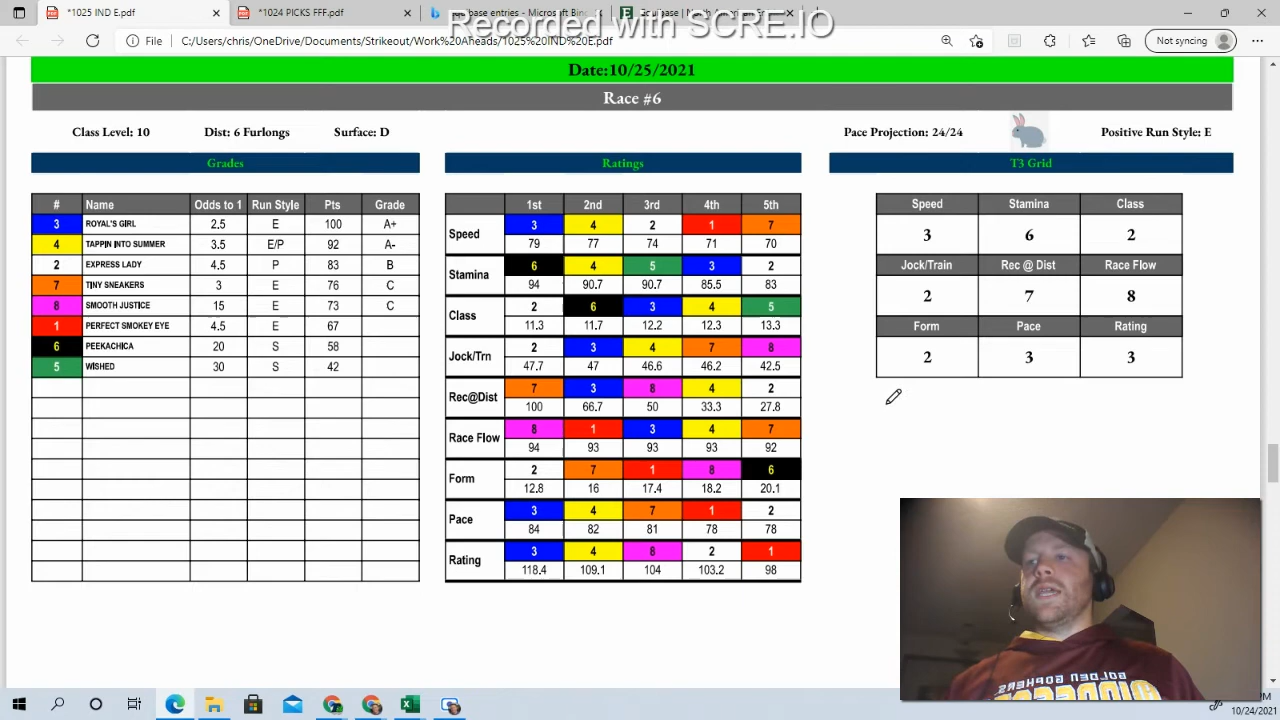 *1025 IND E.pdf
*1024 PICKS FFF.pdf
Equibase entries - Microsoft Bin
Recorded with SCRE.IO
File C:/Users/chris/OneDrive/Documents/Strikeout/Work%20Aheads/1025%20IND%20E.pdf
Not syncing
Date:10/25/2021
Race #6
Class Level: 10 Dist: 6 Furlongs Surface: D Pace Projection: 24/24 Positive Run Style: E
Grades Ratings T3 Grid
# Name Odds to 1 Run Style Pts Grade
3 ROYAL'S GIRL 2.5 E 100 A+
4 TAPPIN INTO SUMMER 3.5 E/P 92 A-
2 EXPRESS LADY 4.5 P 83 B
7 TINY SNEAKERS 3 E 76 C
8 SMOOTH JUSTICE 15 E 73 C
1 PERFECT SMOKEY EYE 4.5 E 67
6 PEEKACHICA 20 S 58
5 WISHED 30 S 42
1st 2nd 3rd 4th 5th
Speed 3 4 2 1 7
79 77 74 71 70
Stamina 6 4 5 3 2
94 90.7 90.7 85.5 83
Class 2 6 3 4 5
11.3 11.7 12.2 12.3 13.3
Jock/Trn 2 3 4 7 8
47.7 47 46.6 46.2 42.5
Rec@Dist 7 3 8 4 2
100 66.7 50 33.3 27.8
Race Flow 8 1 3 4 7
94 93 93 93 92
Form 2 7 1 8 6
12.8 16 17.4 18.2 20.1
Pace 3 4 7 1 2
84 82 81 78 78
Rating 3 4 8 2 1
118.4 109.1 104 103.2 98
Speed Stamina Class
3 6 2
Jock/Train Rec @ Dist Race Flow
2 7 8
Form Pace Rating
2 3 3
GOLDEN GOPHERS
10/24/2021